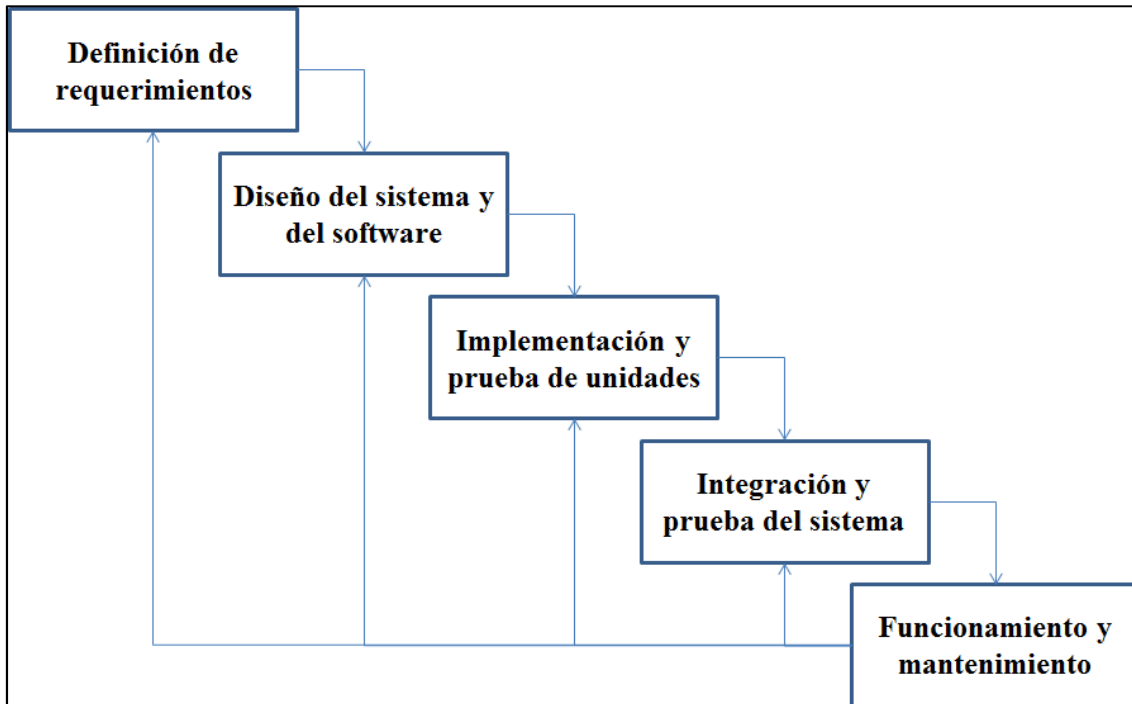 Definición de
requerimientos
Diseño del sistema y
del software
Implementación y
prueba de unidades
Integración y
prueba del sistema
Funcionamiento y
mantenimiento